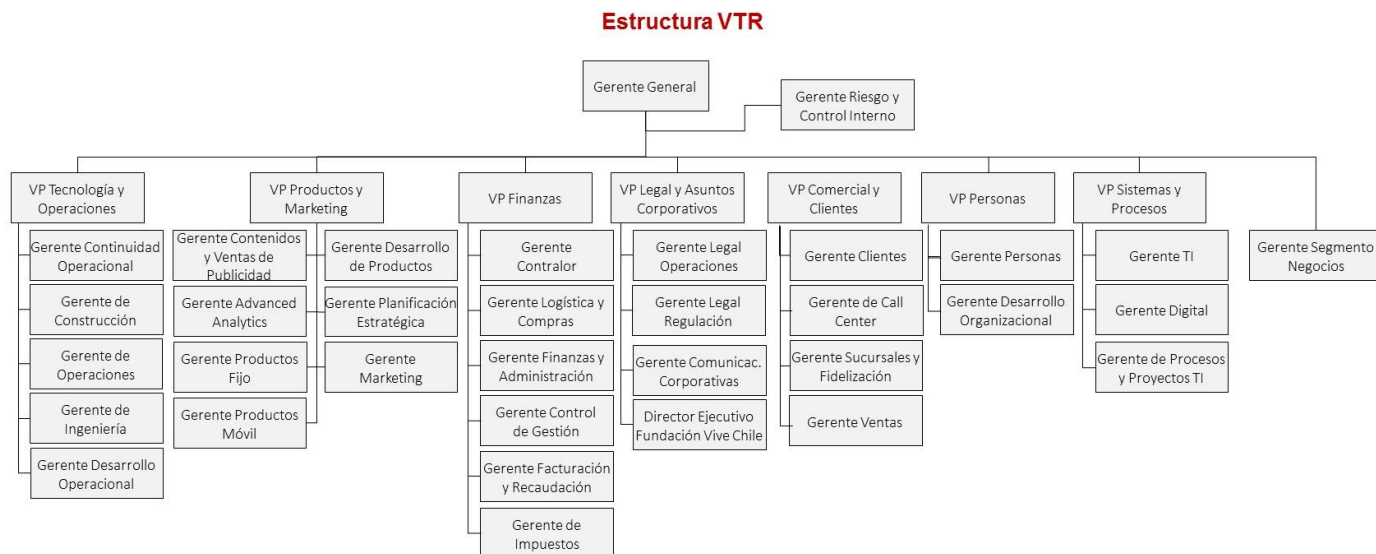 Estructura VTR
Gerente General
Gerente Riesgo y
Control Interno
VP Tecnología y
Operaciones
Gerente Continuidad
Operacional
Gerente de
Construcción
Gerente de
Operaciones
Gerente de
Ingeniería
Gerente Desarrollo
Operacional
VP Productos y
Marketing
Gerente Contenidos
y Ventas de
Publicidad
Gerente Advanced
Analytics
Gerente Productos
Fijo
Gerente Productos
Móvil
Gerente Desarrollo
de Productos
Gerente Planificación
Estratégica
Gerente
Marketing
VP Finanzas
Gerente
Contralor
Gerente Logística y
Compras
Gerente Finanzas y
Administración
Gerente Control
de Gestión
Gerente Facturación
y Recaudación
Gerente de
Impuestos
VP Legal y Asuntos
Corporativos
Gerente Legal
Operaciones
Gerente Legal
Regulación
Gerente Comunicac.
Corporativas
Director Ejecutivo
Fundación Vive Chile
VP Comercial y
Clientes
Gerente Clientes
Gerente de Call
Center
Gerente Sucursales y
Fidelización
Gerente Ventas
VP Personas
Gerente Personas
Gerente Desarrollo
Organizacional
VP Sistemas y
Procesos
Gerente TI
Gerente Digital
Gerente de Procesos
y Proyectos TI
Gerente Segmento
Negocios